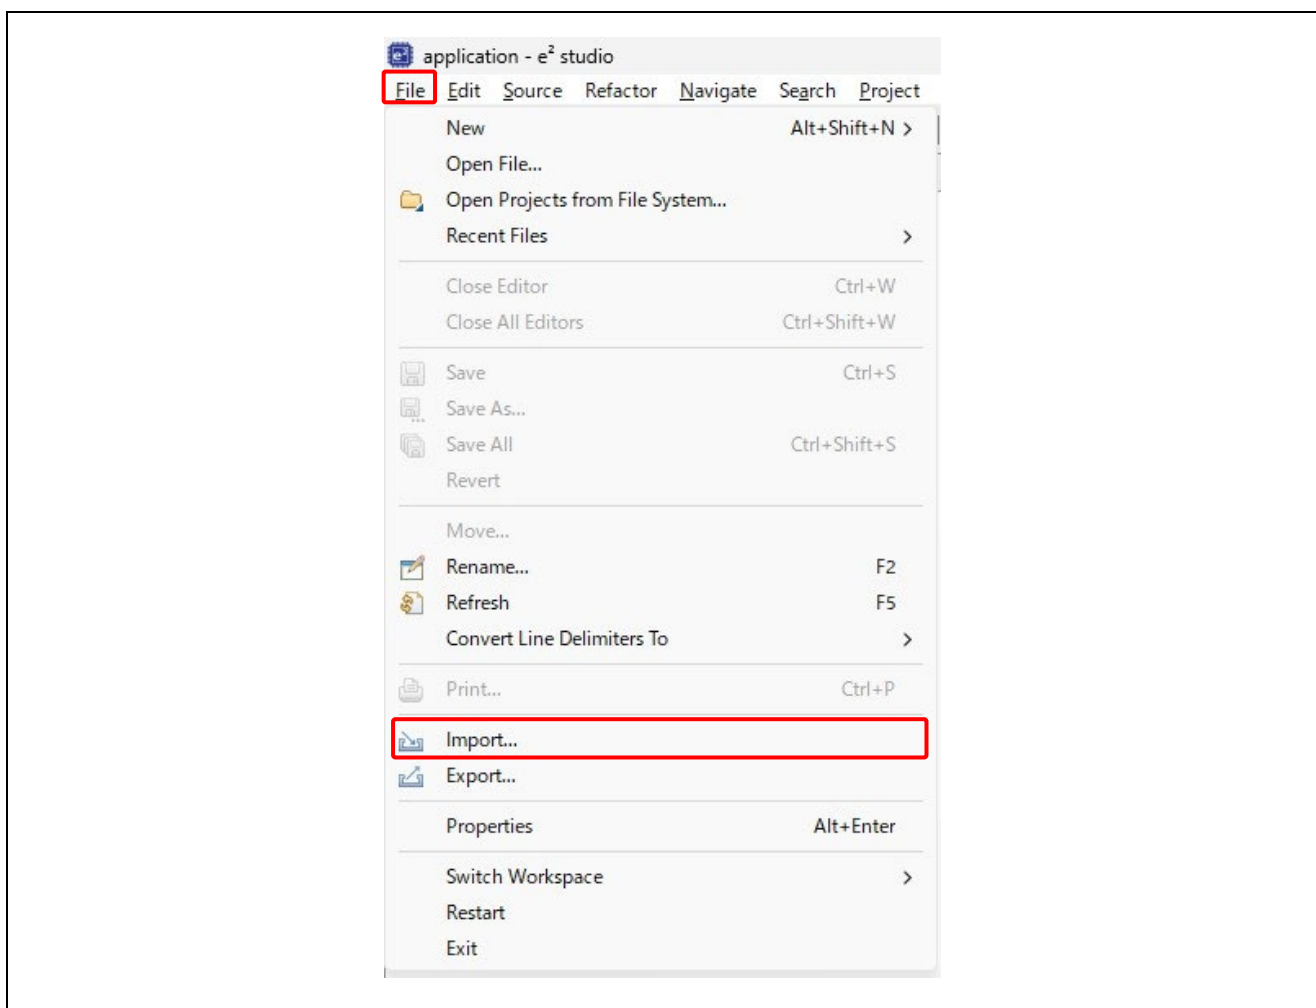 application - e² studio
File Edit Source Refactor Navigate Search Project
New Alt+Shift+N >
Open File...
Open Projects from File System...
Recent Files >
Close Editor Ctrl+W
Close All Editors Ctrl+Shift+W
Save Ctrl+S
Save As...
Save All Ctrl+Shift+S
Revert
Move...
Rename... F2
Refresh F5
Convert Line Delimiters To >
Print... Ctrl+P
Import...
Export...
Properties Alt+Enter
Switch Workspace >
Restart
Exit